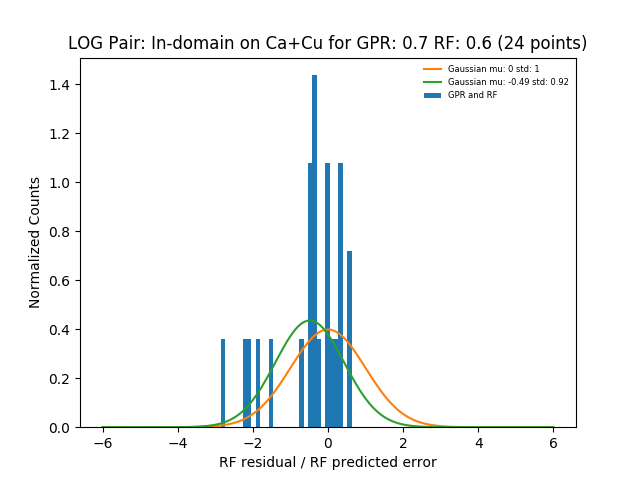 LOG Pair: In-domain on Ca+Cu for GPR: 0.7 RF: 0.6 (24 points)
Gaussian mu: 0 std: 1
Gaussian mu: -0.49 std: 0.92
GPR and RF
Normalized Counts
1.4
1.2
1.0
0.8
0.6
0.4
0.2
0.0
−6 −4 −2 0 2 4 6
RF residual / RF predicted error